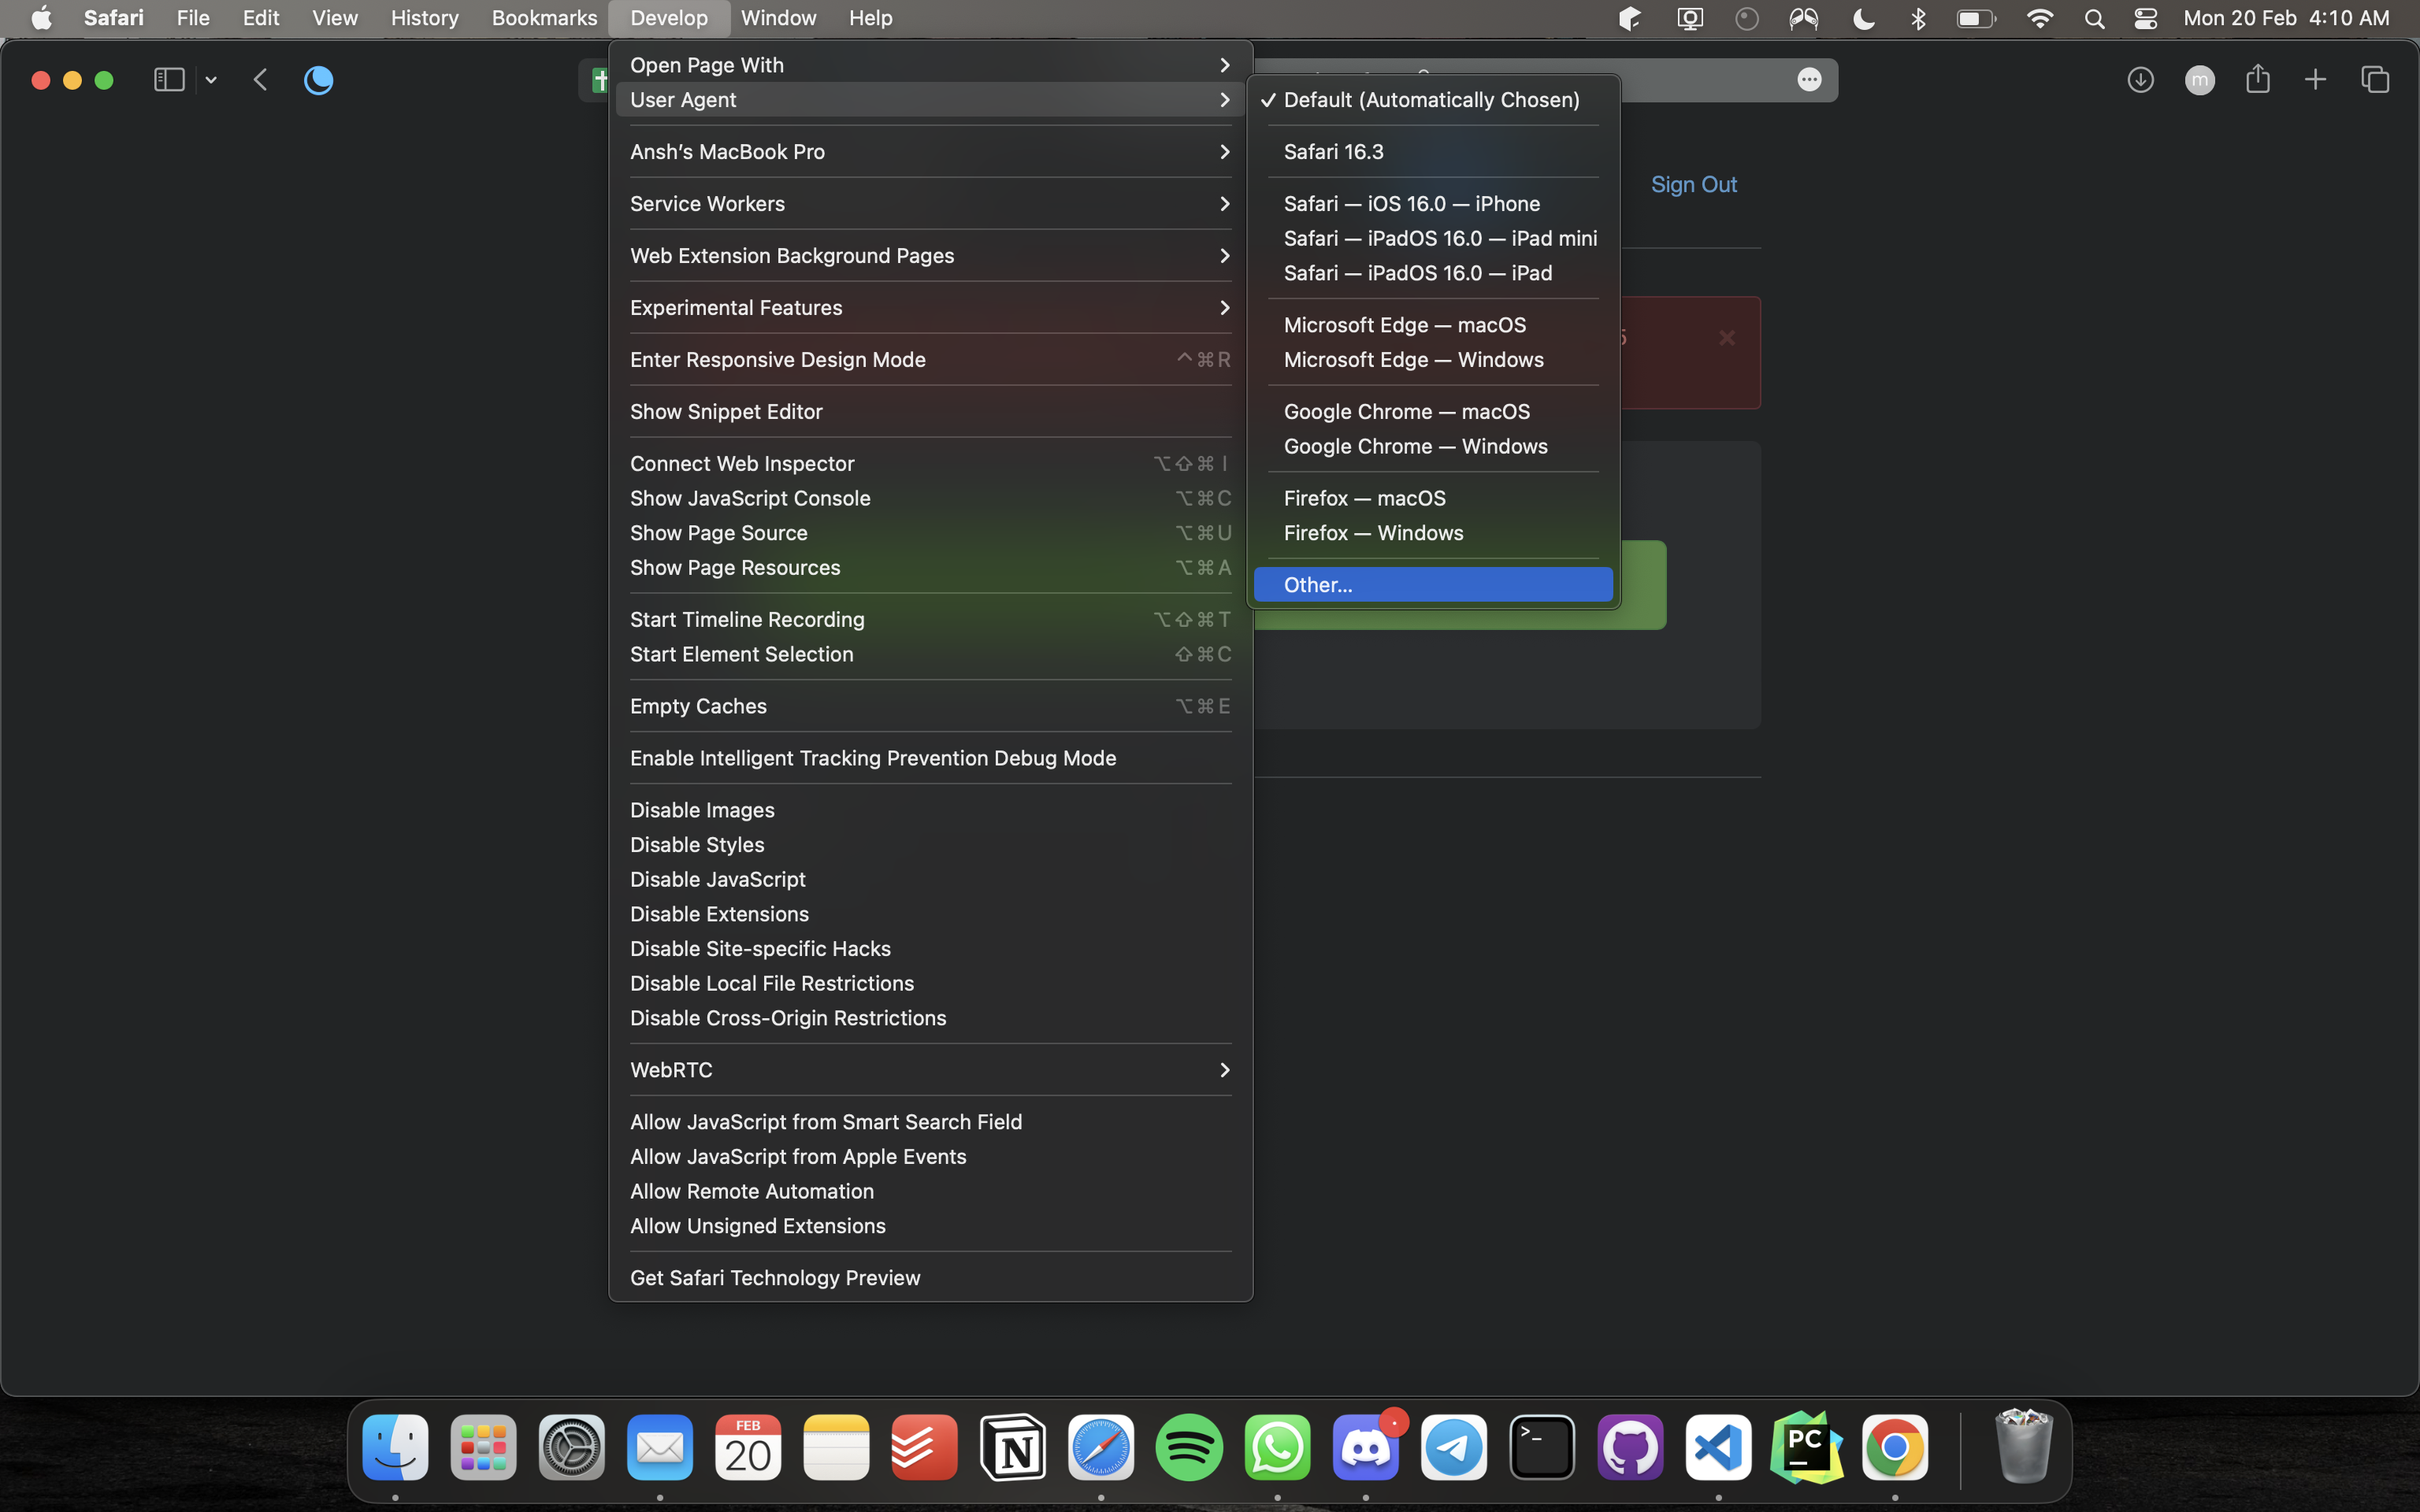 Safari File Edit View History Bookmarks Develop Window Help Mon 20 Feb 4:10 AM
m
Open Page With
User Agent
Ansh’s MacBook Pro
Service Workers
Web Extension Background Pages
Experimental Features
Enter Responsive Design Mode ^⌘R
Show Snippet Editor
Connect Web Inspector ⌥⇧⌘I
Show JavaScript Console ⌥⌘C
Show Page Source ⌥⌘U
Show Page Resources ⌥⌘A
Start Timeline Recording ⌥⇧⌘T
Start Element Selection ⇧⌘C
Empty Caches ⌥⌘E
Enable Intelligent Tracking Prevention Debug Mode
Disable Images
Disable Styles
Disable JavaScript
Disable Extensions
Disable Site-specific Hacks
Disable Local File Restrictions
Disable Cross-Origin Restrictions
WebRTC
Allow JavaScript from Smart Search Field
Allow JavaScript from Apple Events
Allow Remote Automation
Allow Unsigned Extensions
Get Safari Technology Preview
✓ Default (Automatically Chosen)
Safari 16.3
Safari — iOS 16.0 — iPhone
Safari — iPadOS 16.0 — iPad mini
Safari — iPadOS 16.0 — iPad
Microsoft Edge — macOS
Microsoft Edge — Windows
Google Chrome — macOS
Google Chrome — Windows
Firefox — macOS
Firefox — Windows
Other...
Sign Out
FEB
20
N
>_
PC